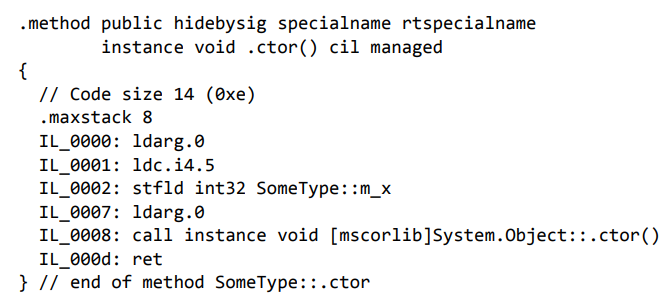 .method public hidebysig specialname rtspecialname
instance void .ctor() cil managed
{
// Code size 14 (0xe)
.maxstack 8
IL_0000: ldarg.0
IL_0001: ldc.i4.5
IL_0002: stfld int32 SomeType::m_x
IL_0007: ldarg.0
IL_0008: call instance void [mscorlib]System.Object::.ctor()
IL_000d: ret
} // end of method SomeType::.ctor